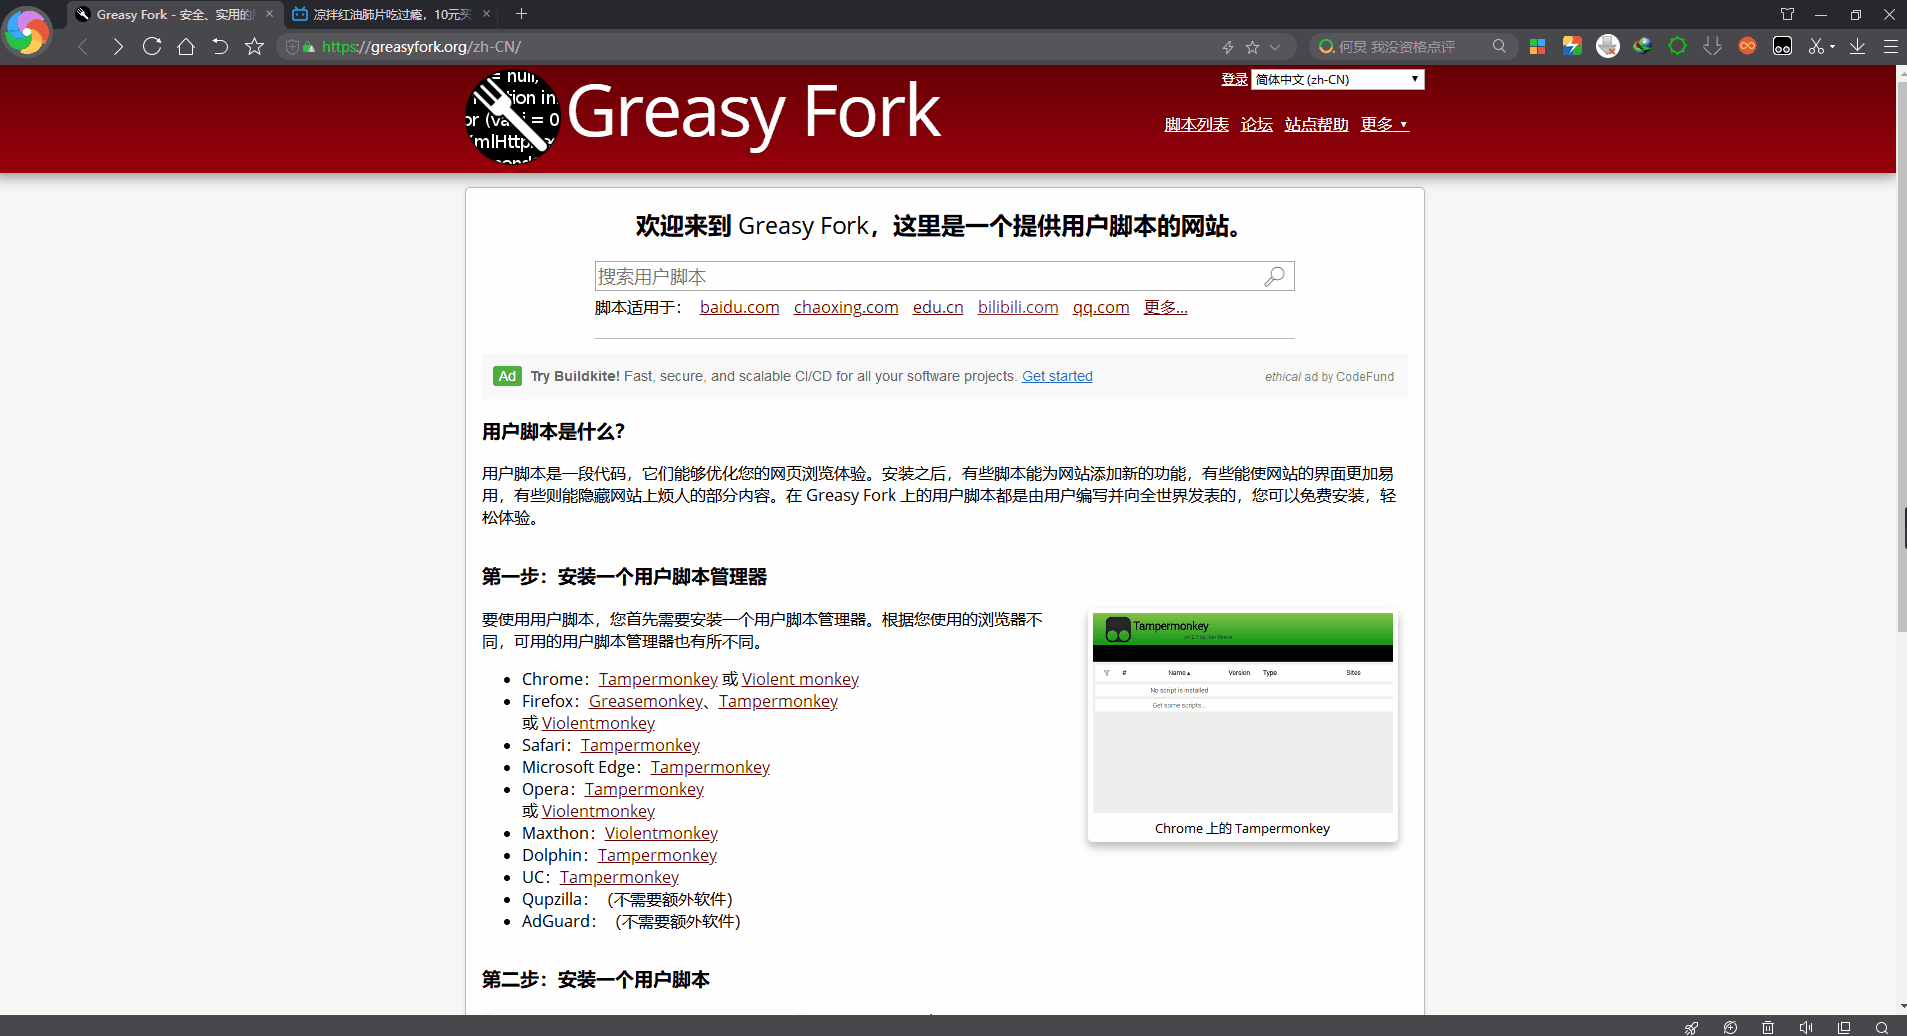 Greasy Fork - 安全、实用的
凉拌红油肺片吃过瘾，10元买
https://greasyfork.org/zh-CN/
何炅 我没资格点评
= null,
tion in
or (va i = 0
mlHttp
Greasy Fork
登录 简体中文 (zh-CN)
脚本列表 论坛 站点帮助 更多
欢迎来到 Greasy Fork，这里是一个提供用户脚本的网站。
搜索用户脚本
脚本适用于： baidu.com chaoxing.com edu.cn bilibili.com qq.com 更多...
Ad Try Buildkite! Fast, secure, and scalable CI/CD for all your software projects. Get started ethical ad by CodeFund
用户脚本是什么？
用户脚本是一段代码，它们能够优化您的网页浏览体验。安装之后，有些脚本能为网站添加新的功能，有些能使网站的界面更加易
用，有些则能隐藏网站上烦人的部分内容。在 Greasy Fork 上的用户脚本都是由用户编写并向全世界发表的，您可以免费安装，轻
松体验。
第一步：安装一个用户脚本管理器
要使用用户脚本，您首先需要安装一个用户脚本管理器。根据您使用的浏览器不
同，可用的用户脚本管理器也有所不同。
Chrome：Tampermonkey 或 Violent monkey
Firefox：Greasemonkey、Tampermonkey
或 Violentmonkey
Safari：Tampermonkey
Microsoft Edge：Tampermonkey
Opera：Tampermonkey
或 Violentmonkey
Maxthon：Violentmonkey
Dolphin：Tampermonkey
UC：Tampermonkey
Qupzilla：（不需要额外软件）
AdGuard：（不需要额外软件）
Tampermonkey
# Name Version Type Sites
No script is installed
Get some scripts...
Chrome 上的 Tampermonkey
第二步：安装一个用户脚本